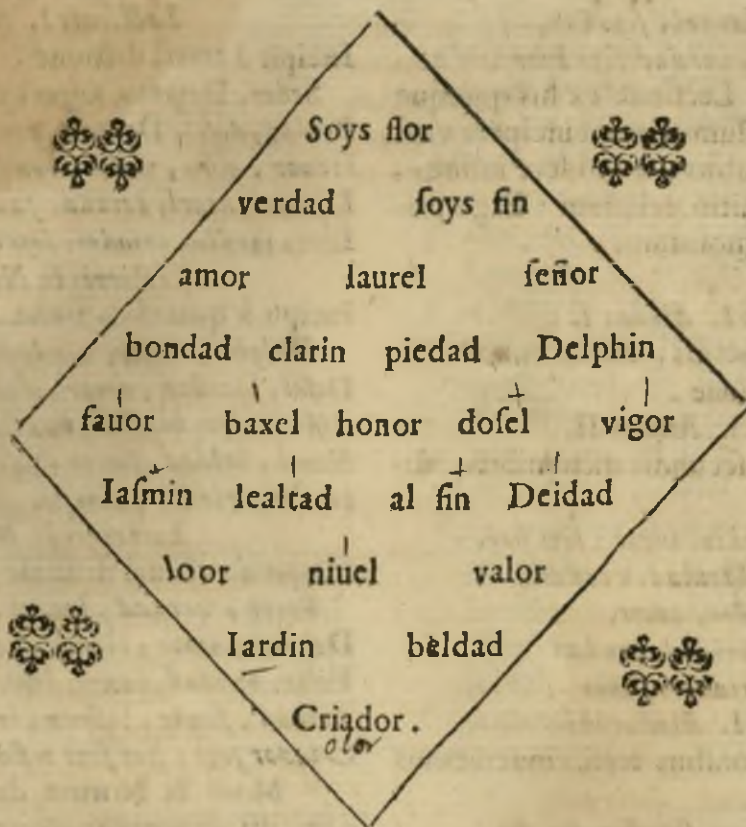 Soys flor
verdad soys fin
amor laurel ſeñor
bondad clarin piedad Delphin
fauor baxel honor doſel vigor
Iaſmin lealtad al fin Deidad
loor niuel valor
Iardin beldad
Criador.
olor